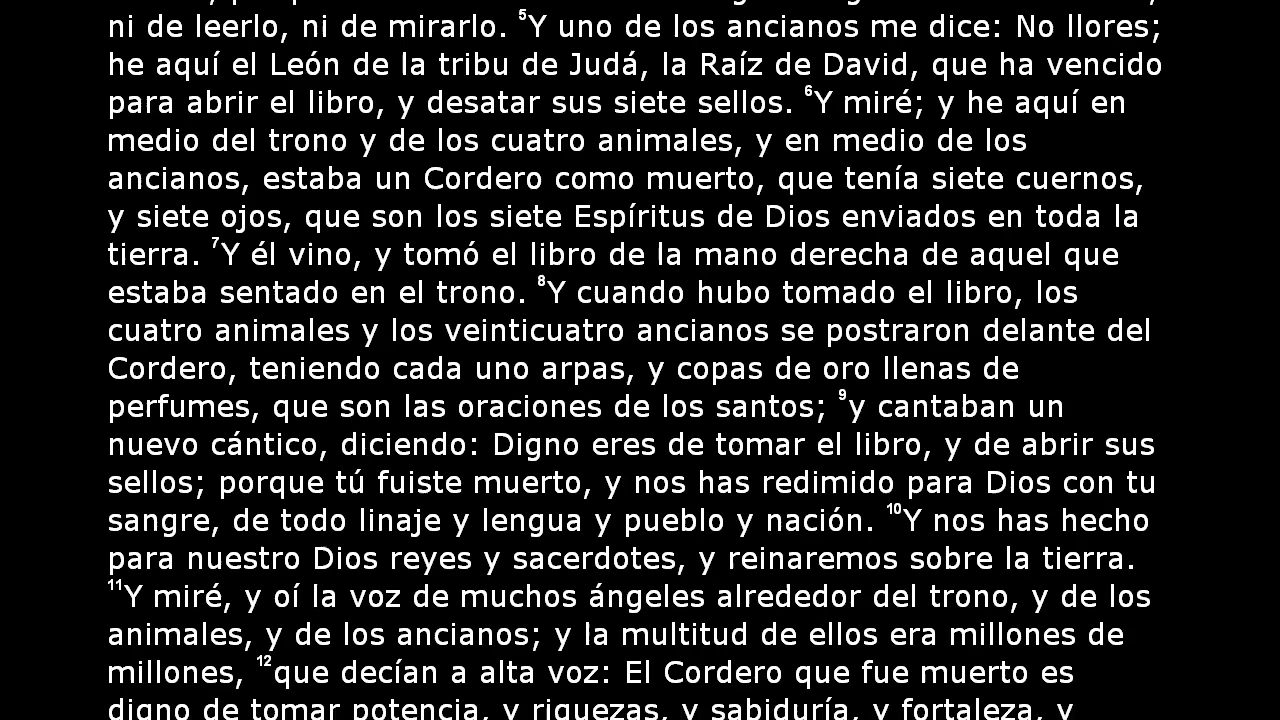 ni de leerlo, ni de mirarlo. ⁵Y uno de los ancianos me dice: No llores;
he aquí el León de la tribu de Judá, la Raíz de David, que ha vencido
para abrir el libro, y desatar sus siete sellos. ⁶Y miré; y he aquí en
medio del trono y de los cuatro animales, y en medio de los
ancianos, estaba un Cordero como muerto, que tenía siete cuernos,
y siete ojos, que son los siete Espíritus de Dios enviados en toda la
tierra. ⁷Y él vino, y tomó el libro de la mano derecha de aquel que
estaba sentado en el trono. ⁸Y cuando hubo tomado el libro, los
cuatro animales y los veinticuatro ancianos se postraron delante del
Cordero, teniendo cada uno arpas, y copas de oro llenas de
perfumes, que son las oraciones de los santos; ⁹y cantaban un
nuevo cántico, diciendo: Digno eres de tomar el libro, y de abrir sus
sellos; porque tú fuiste muerto, y nos has redimido para Dios con tu
sangre, de todo linaje y lengua y pueblo y nación. ¹⁰Y nos has hecho
para nuestro Dios reyes y sacerdotes, y reinaremos sobre la tierra.
¹¹Y miré, y oí la voz de muchos ángeles alrededor del trono, y de los
animales, y de los ancianos; y la multitud de ellos era millones de
millones, ¹²que decían a alta voz: El Cordero que fue muerto es
digno de tomar potencia, y riquezas, y sabiduría, y fortaleza, y